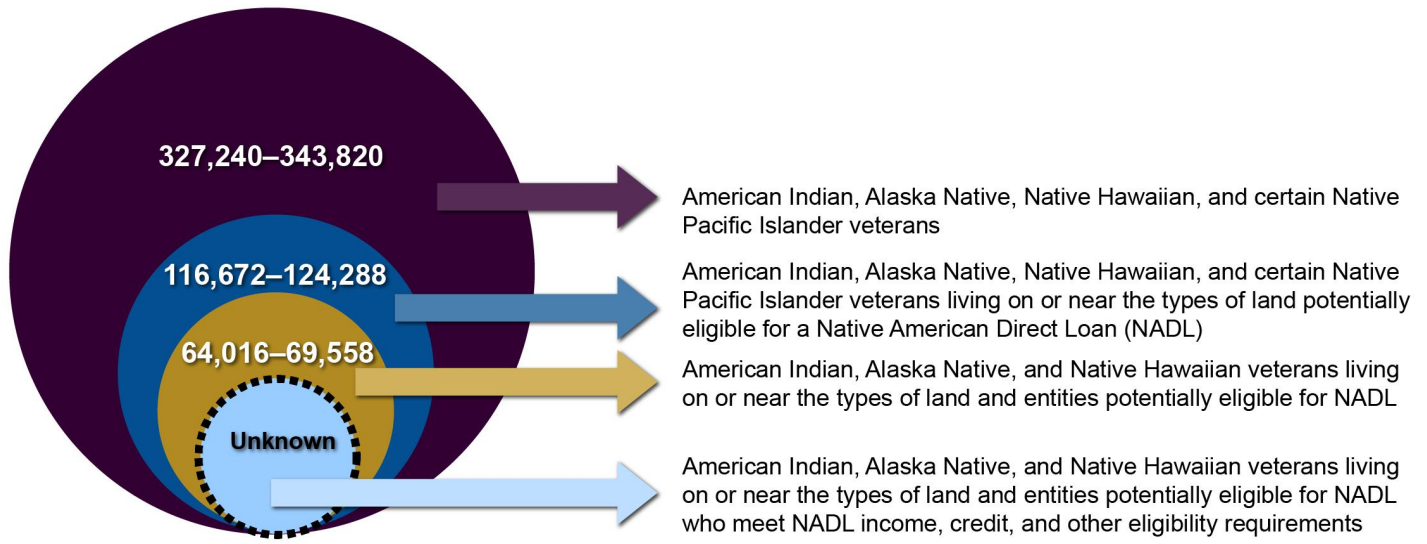 327,240–343,820
American Indian, Alaska Native, Native Hawaiian, and certain Native
Pacific Islander veterans
116,672–124,288
American Indian, Alaska Native, Native Hawaiian, and certain Native
Pacific Islander veterans living on or near the types of land potentially
eligible for a Native American Direct Loan (NADL)
64,016–69,558
American Indian, Alaska Native, and Native Hawaiian veterans living
on or near the types of land and entities potentially eligible for NADL
Unknown
American Indian, Alaska Native, and Native Hawaiian veterans living
on or near the types of land and entities potentially eligible for NADL
who meet NADL income, credit, and other eligibility requirements